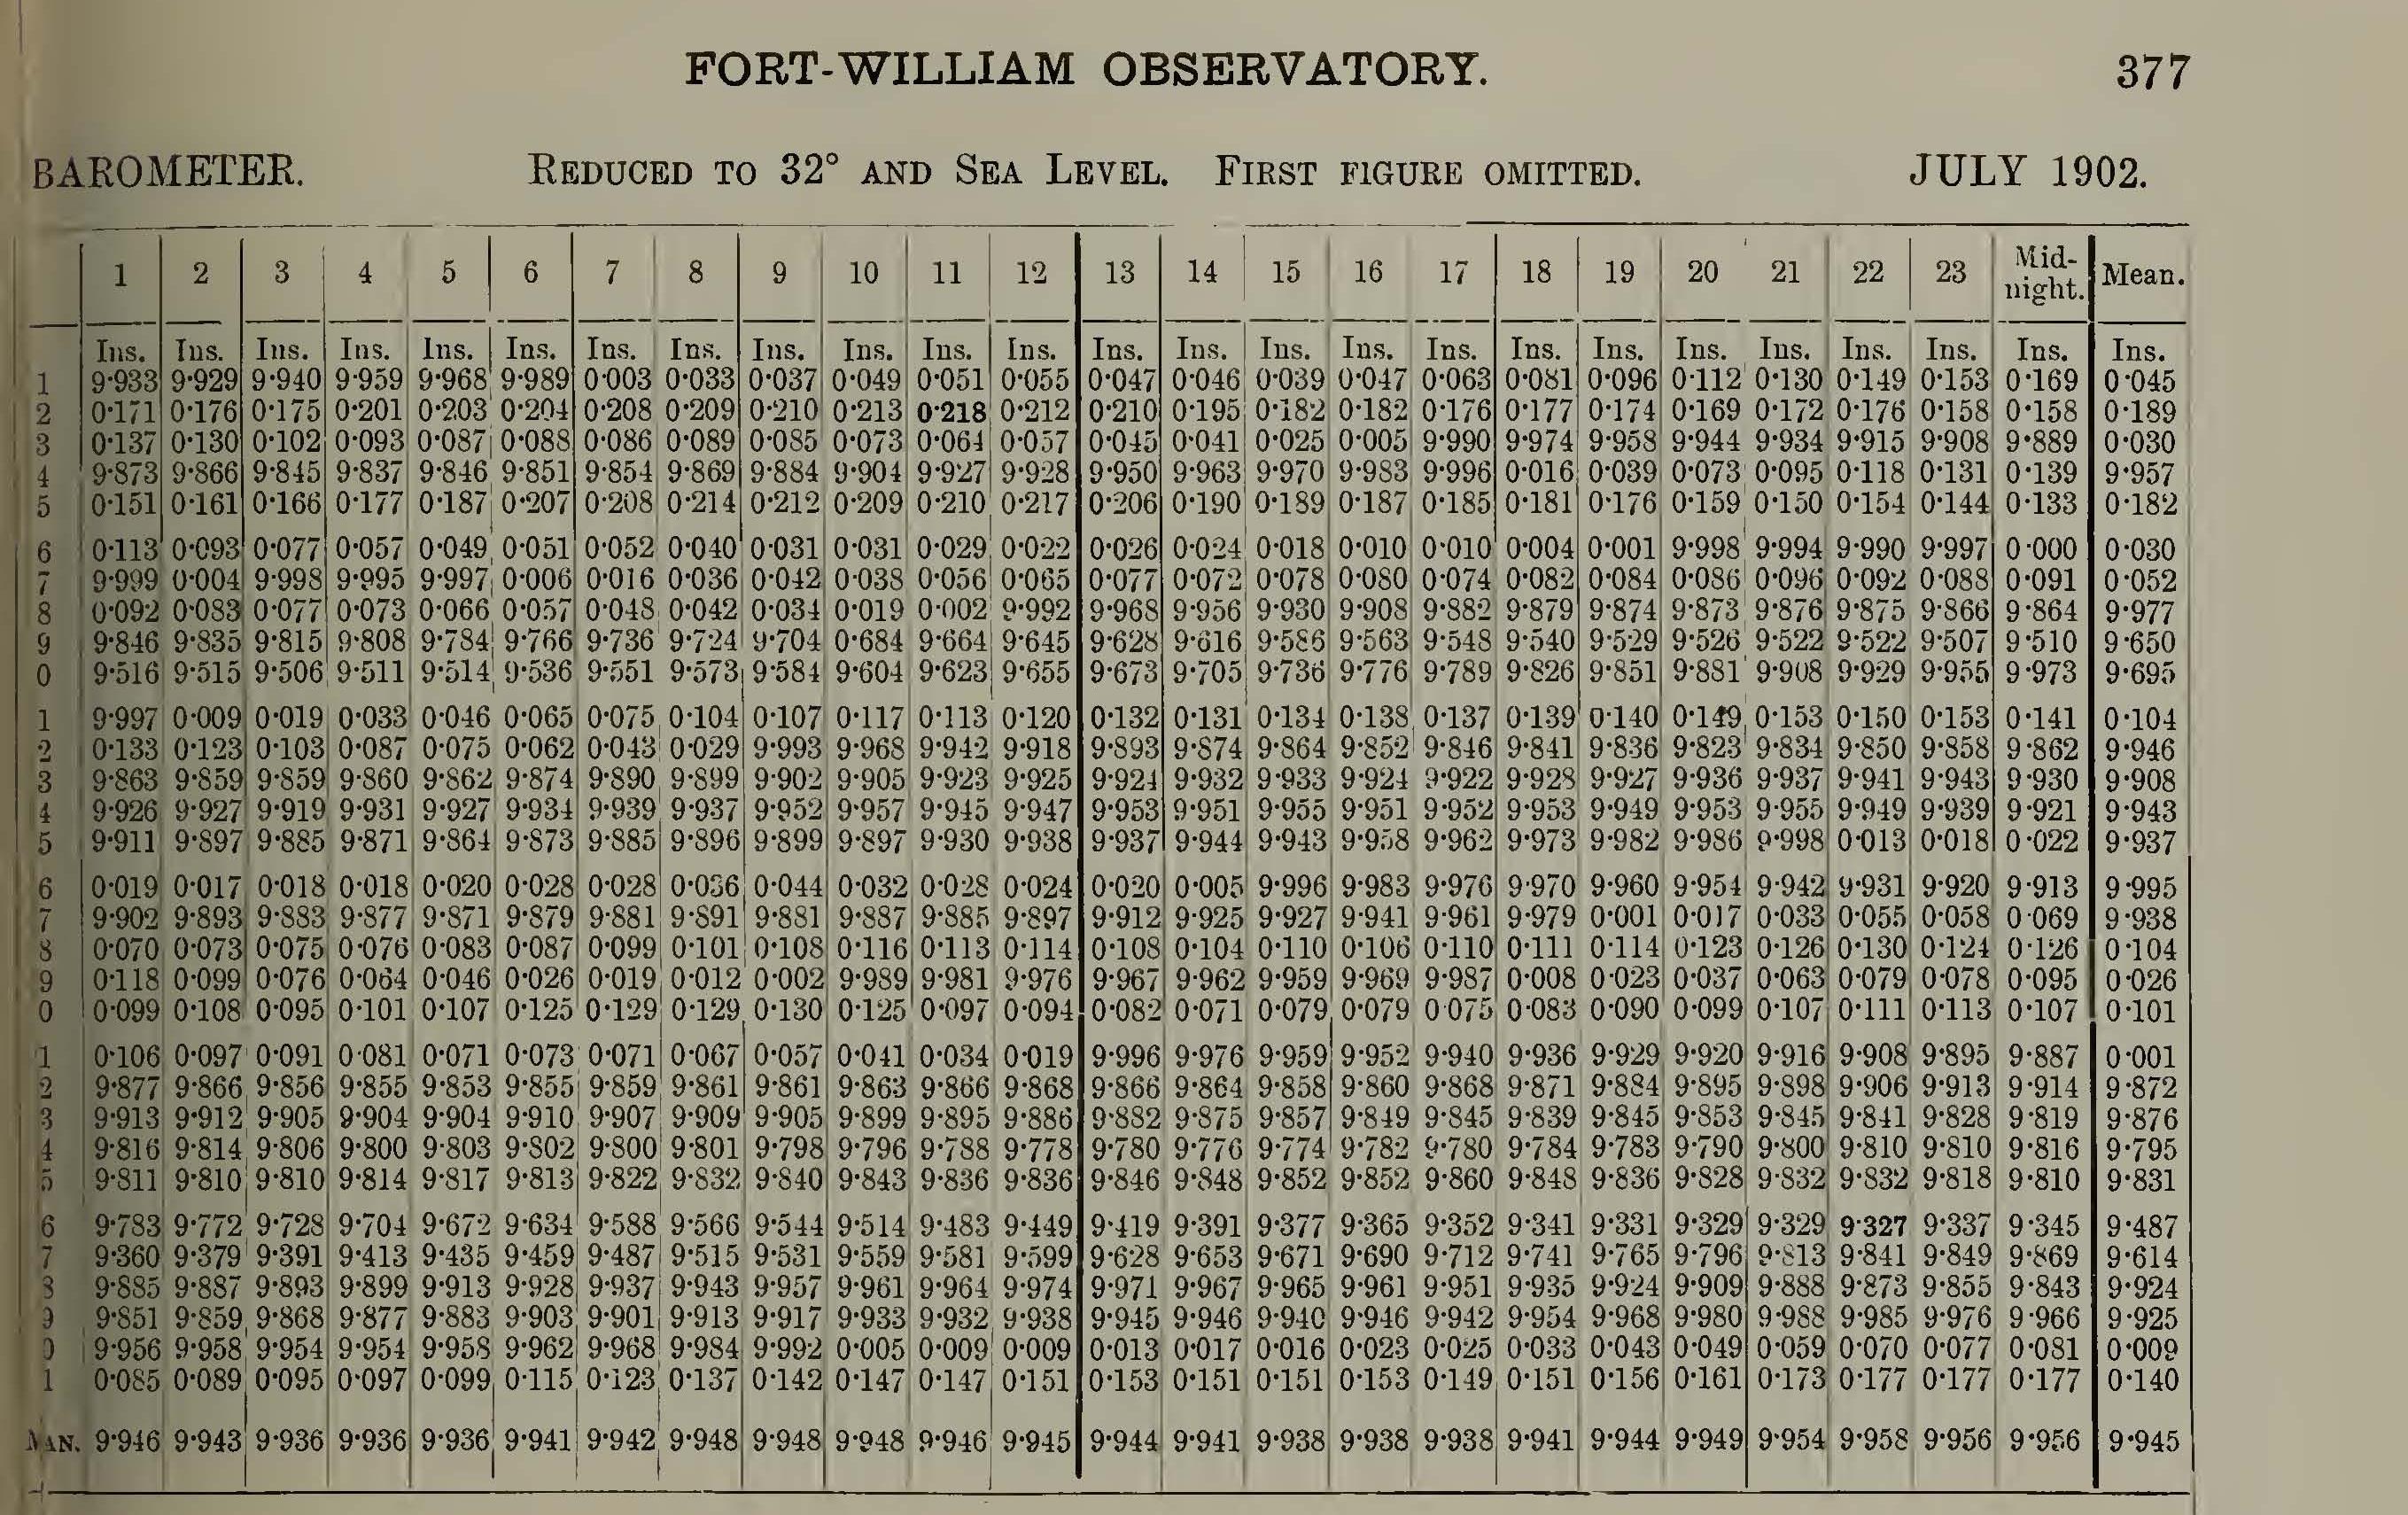 FORT-WILLIAM OBSERVATORY. 377
BAROMETER. REDUCED TO 32° AND SEA LEVEL. FIRST FIGURE OMITTED. JULY 1902.
1 2 3 4 5 6 7 8 9 10 11 12 13 14 15 16 17 18 19 20 21 22 23 Mid-night. Mean.
Ins. Ins. Ins. Ins. Ins. Ins. Ins. Ins. Ins. Ins. Ins. Ins. Ins. Ins. Ins. Ins. Ins. Ins. Ins. Ins. Ins. Ins. Ins. Ins. Ins.
1 9·933 9·929 9·940 9·959 9·968 9·989 0·003 0·033 0·037 0·049 0·051 0·055 0·047 0·046 0·039 0·047 0·063 0·081 0·096 0·112 0·130 0·149 0·153 0·169 0·045
2 0·171 0·176 0·175 0·201 0·203 0·204 0·208 0·209 0·210 0·213 0·218 0·212 0·210 0·195 0·182 0·182 0·176 0·177 0·174 0·169 0·172 0·176 0·158 0·158 0·189
3 0·137 0·130 0·102 0·093 0·087 0·088 0·086 0·089 0·085 0·073 0·064 0·057 0·045 0·041 0·025 0·005 9·990 9·974 9·958 9·944 9·934 9·915 9·908 9·889 0·030
4 9·873 9·866 9·845 9·837 9·846 9·851 9·854 9·869 9·884 9·904 9·927 9·928 9·950 9·963 9·970 9·983 9·996 0·016 0·039 0·073 0·095 0·118 0·131 0·139 9·957
5 0·151 0·161 0·166 0·177 0·187 0·207 0·208 0·214 0·212 0·209 0·210 0·217 0·206 0·190 0·189 0·187 0·185 0·181 0·176 0·159 0·150 0·154 0·144 0·133 0·182
6 0·113 0·093 0·077 0·057 0·049 0·051 0·052 0·040 0·031 0·031 0·029 0·022 0·026 0·024 0·018 0·010 0·010 0·004 0·001 9·998 9·994 9·990 9·997 0·000 0·030
7 9·999 0·004 9·998 9·995 9·997 0·006 0·016 0·036 0·042 0·038 0·056 0·065 0·077 0·072 0·078 0·080 0·074 0·082 0·084 0·086 0·096 0·092 0·088 0·091 0·052
8 0·092 0·083 0·077 0·073 0·066 0·057 0·048 0·042 0·034 0·019 0·002 9·992 9·968 9·956 9·930 9·908 9·882 9·879 9·874 9·873 9·876 9·875 9·866 9·864 9·977
9 9·846 9·835 9·815 9·808 9·784 9·766 9·736 9·724 9·704 0·684 9·664 9·645 9·628 9·616 9·586 9·563 9·548 9·540 9·529 9·526 9·522 9·522 9·507 9·510 9·650
0 9·516 9·515 9·506 9·511 9·514 9·536 9·551 9·573 9·584 9·604 9·623 9·655 9·673 9·705 9·736 9·776 9·789 9·826 9·851 9·881 9·908 9·929 9·955 9·973 9·695
1 9·997 0·009 0·019 0·033 0·046 0·065 0·075 0·104 0·107 0·117 0·113 0·120 0·132 0·131 0·134 0·138 0·137 0·139 0·140 0·149 0·153 0·150 0·153 0·141 0·104
2 0·133 0·123 0·103 0·087 0·075 0·062 0·043 0·029 9·993 9·968 9·942 9·918 9·893 9·874 9·864 9·852 9·846 9·841 9·836 9·823 9·834 9·850 9·858 9·862 9·946
3 9·863 9·859 9·859 9·860 9·862 9·874 9·890 9·899 9·902 9·905 9·923 9·925 9·924 9·932 9·933 9·924 9·922 9·928 9·927 9·936 9·937 9·941 9·943 9·930 9·908
4 9·926 9·927 9·919 9·931 9·927 9·934 9·939 9·937 9·952 9·957 9·945 9·947 9·953 9·951 9·955 9·951 9·952 9·953 9·949 9·953 9·955 9·949 9·939 9·921 9·943
5 9·911 9·897 9·885 9·871 9·864 9·873 9·885 9·896 9·899 9·897 9·930 9·938 9·937 9·944 9·943 9·958 9·962 9·973 9·982 9·986 9·998 0·013 0·018 0·022 9·937
6 0·019 0·017 0·018 0·018 0·020 0·028 0·028 0·036 0·044 0·032 0·028 0·024 0·020 0·005 9·996 9·983 9·976 9·970 9·960 9·954 9·942 9·931 9·920 9·913 9·995
7 9·902 9·893 9·883 9·877 9·871 9·879 9·881 9·891 9·881 9·887 9·885 9·897 9·912 9·925 9·927 9·941 9·961 9·979 0·001 0·017 0·033 0·055 0·058 0·069 9·938
8 0·070 0·073 0·075 0·076 0·083 0·087 0·099 0·101 0·108 0·116 0·113 0·114 0·108 0·104 0·110 0·106 0·110 0·111 0·114 0·123 0·126 0·130 0·124 0·126 0·104
9 0·118 0·099 0·076 0·064 0·046 0·026 0·019 0·012 0·002 9·989 9·981 9·976 9·967 9·962 9·959 9·969 9·987 0·008 0·023 0·037 0·063 0·079 0·078 0·095 0·026
0 0·099 0·108 0·095 0·101 0·107 0·125 0·129 0·129 0·130 0·125 0·097 0·094 0·082 0·071 0·079 0·079 0·075 0·083 0·090 0·099 0·107 0·111 0·113 0·107 0·101
1 0·106 0·097 0·091 0·081 0·071 0·073 0·071 0·067 0·057 0·041 0·034 0·019 9·996 9·976 9·959 9·952 9·940 9·936 9·929 9·920 9·916 9·908 9·895 9·887 0·001
2 9·877 9·866 9·856 9·855 9·853 9·855 9·859 9·861 9·861 9·863 9·866 9·868 9·866 9·864 9·858 9·860 9·868 9·871 9·884 9·895 9·898 9·906 9·913 9·914 9·872
3 9·913 9·912 9·905 9·904 9·904 9·910 9·907 9·909 9·905 9·899 9·895 9·886 9·882 9·875 9·857 9·849 9·845 9·839 9·845 9·853 9·845 9·841 9·828 9·819 9·876
4 9·816 9·814 9·806 9·800 9·803 9·802 9·800 9·801 9·798 9·796 9·788 9·778 9·780 9·776 9·774 9·782 9·780 9·784 9·783 9·790 9·800 9·810 9·810 9·816 9·795
5 9·811 9·810 9·810 9·814 9·817 9·813 9·822 9·832 9·840 9·843 9·836 9·836 9·846 9·848 9·852 9·852 9·860 9·848 9·836 9·828 9·832 9·832 9·818 9·810 9·831
6 9·783 9·772 9·728 9·704 9·672 9·634 9·588 9·566 9·544 9·514 9·483 9·449 9·419 9·391 9·377 9·365 9·352 9·341 9·331 9·329 9·329 9·327 9·337 9·345 9·487
7 9·360 9·379 9·391 9·413 9·435 9·459 9·487 9·515 9·531 9·559 9·581 9·599 9·628 9·653 9·671 9·690 9·712 9·741 9·765 9·796 9·813 9·841 9·849 9·869 9·614
8 9·885 9·887 9·893 9·899 9·913 9·928 9·937 9·943 9·957 9·961 9·964 9·974 9·971 9·967 9·965 9·961 9·951 9·935 9·924 9·909 9·888 9·873 9·855 9·843 9·924
9 9·851 9·859 9·868 9·877 9·883 9·903 9·901 9·913 9·917 9·933 9·932 9·938 9·945 9·946 9·940 9·946 9·942 9·954 9·968 9·980 9·988 9·985 9·976 9·966 9·925
0 9·956 9·958 9·954 9·954 9·958 9·962 9·968 9·984 9·992 0·005 0·009 0·009 0·013 0·017 0·016 0·023 0·025 0·033 0·043 0·049 0·059 0·070 0·077 0·081 0·009
1 0·085 0·089 0·095 0·097 0·099 0·115 0·123 0·137 0·142 0·147 0·147 0·151 0·153 0·151 0·151 0·153 0·149 0·151 0·156 0·161 0·173 0·177 0·177 0·177 0·140
9·946 9·943 9·936 9·936 9·936 9·941 9·942 9·948 9·948 9·948 9·946 9·945 9·944 9·941 9·938 9·938 9·938 9·941 9·944 9·949 9·954 9·958 9·956 9·956 9·945